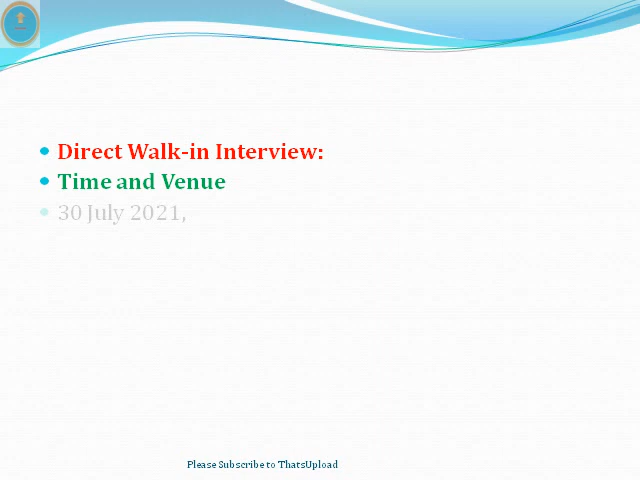 Direct Walk-in Interview:
Time and Venue
30 July 2021,
Please Subscribe to ThatsUpload